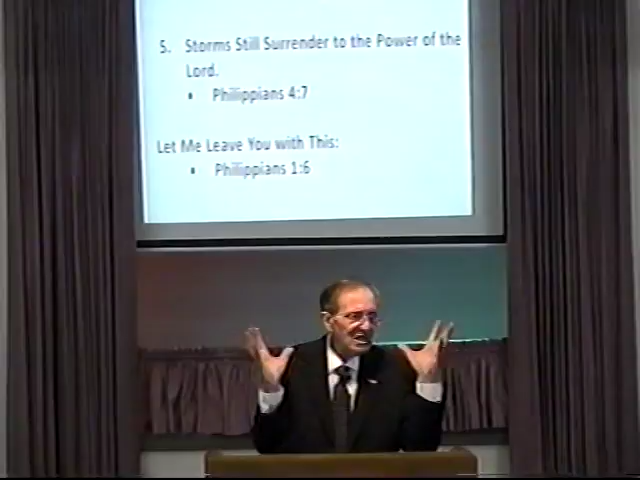 5. Storms Still Surrender to the Power of the
Lord.
• Philippians 4:7
Let Me Leave You with This:
• Philippians 1:6